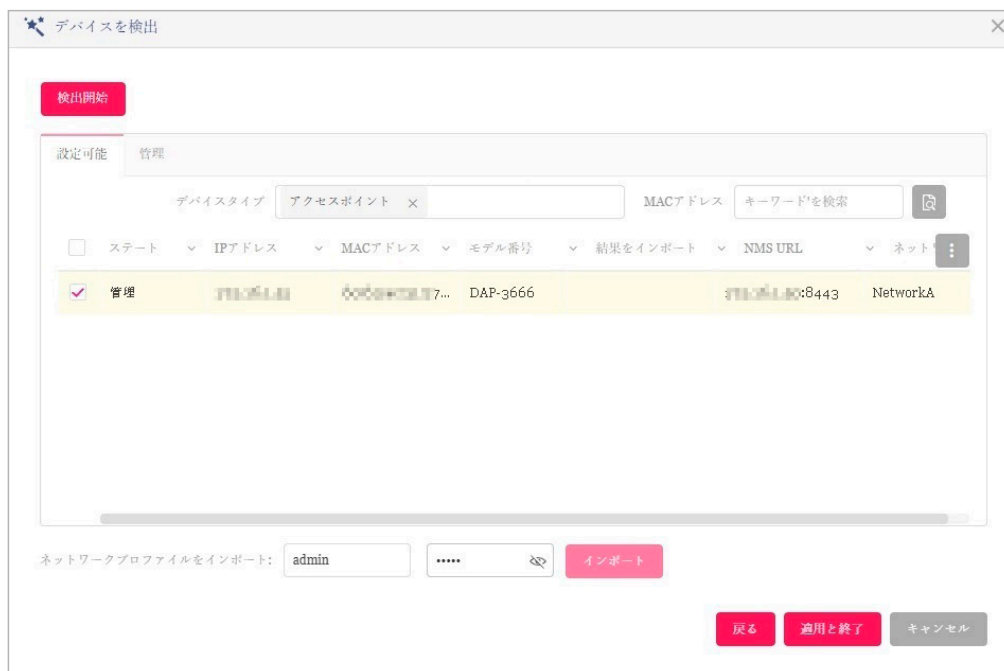 デバイスを検出
検出開始
設定可能 管理
デバイスタイプ アクセスポイント × MACアドレス キーワード'を検索
ステート IPアドレス MACアドレス モデル番号 結果をインポート NMS URL ネット
管理 7... DAP-3666 :8443 NetworkA
ネットワークプロファイルをインポート: admin ••••• インポート
戻る 適用と終了 キャンセル